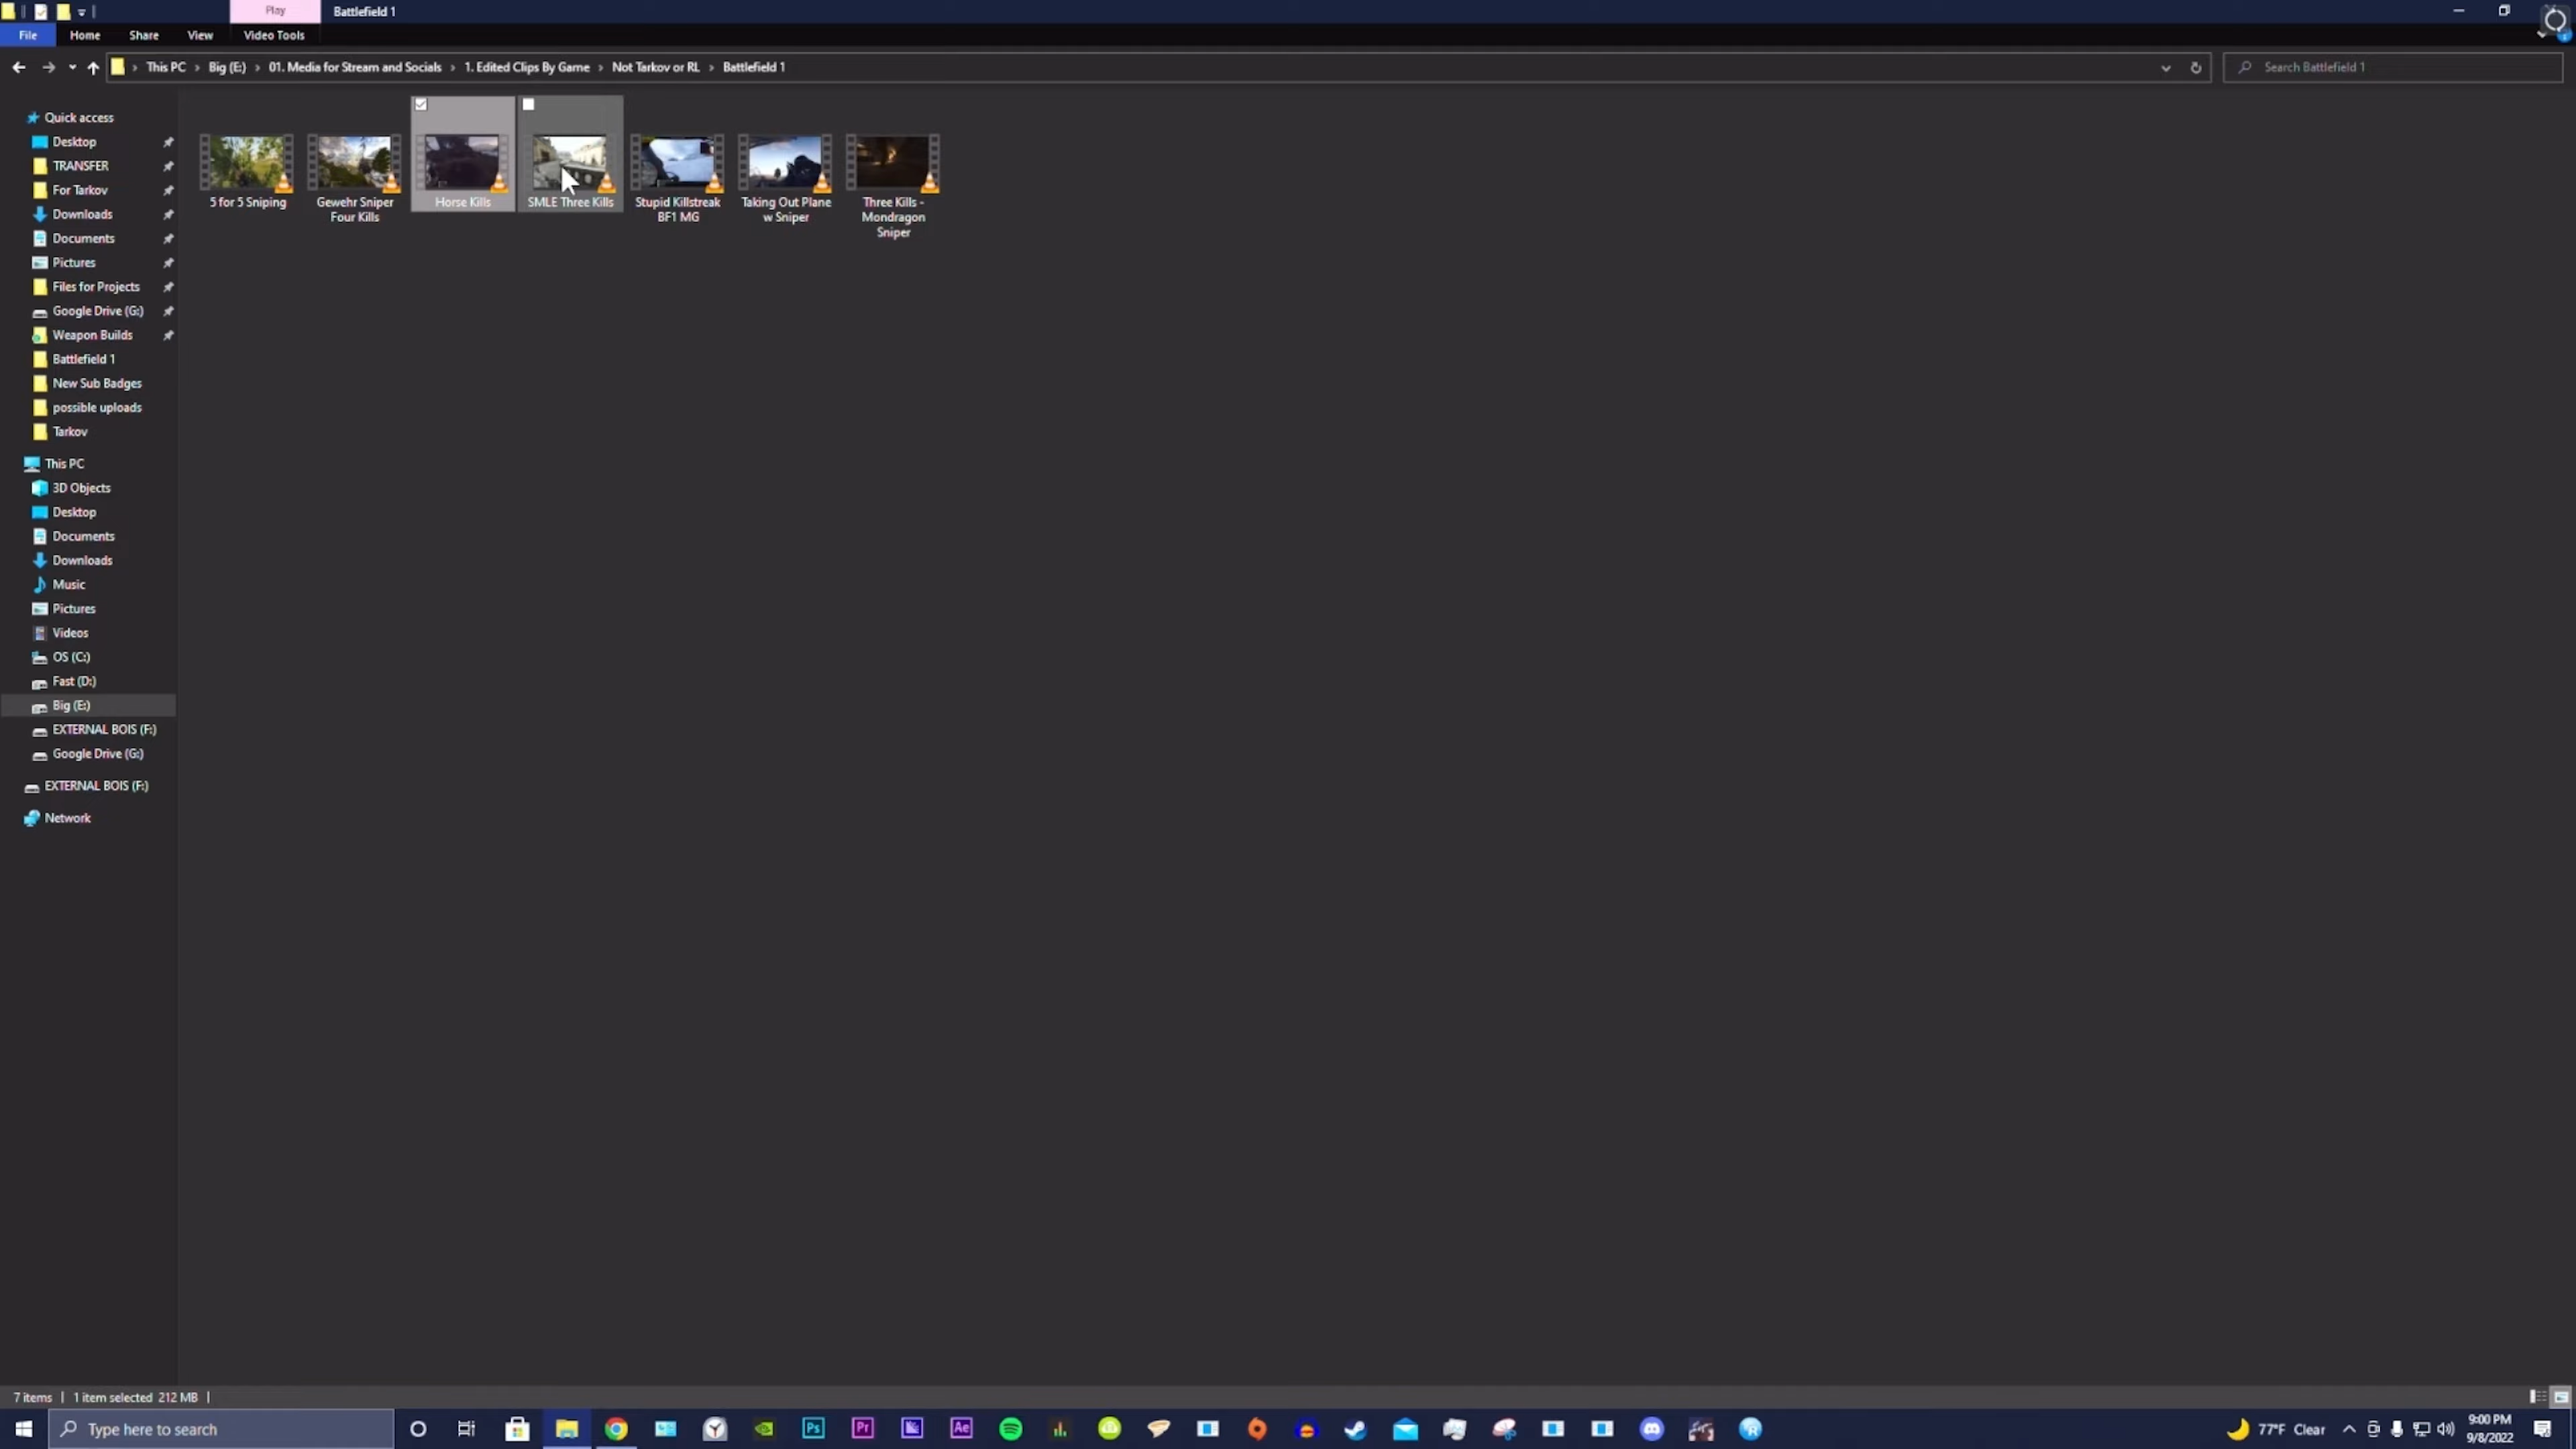 Play
Battlefield 1
File
Home
Share
View
Video Tools
This PC
Big (E:)
01. Media for Stream and Socials
1. Edited Clips By Game
Not Tarkov or RL
Battlefield 1
Search Battlefield 1
Quick access
Desktop
TRANSFER
For Tarkov
Downloads
Documents
Pictures
Files for Projects
Google Drive (G:)
Weapon Builds
Battlefield 1
New Sub Badges
possible uploads
Tarkov
This PC
3D Objects
Desktop
Documents
Downloads
Music
Pictures
Videos
OS (C:)
Fast (D:)
Big (E:)
EXTERNAL BOIS (F:)
Google Drive (G:)
EXTERNAL BOIS (F:)
Network
5 for 5 Sniping
Gewehr Sniper
Four Kills
Horse Kills
SMLE Three Kills
Stupid Killstreak
BF1 MG
Taking Out Plane
w Sniper
Three Kills -
Mondragon
Sniper
7 items
1 item selected 212 MB
Type here to search
Ps
Pr
Ae
77°F Clear
9:00 PM
9/8/2022